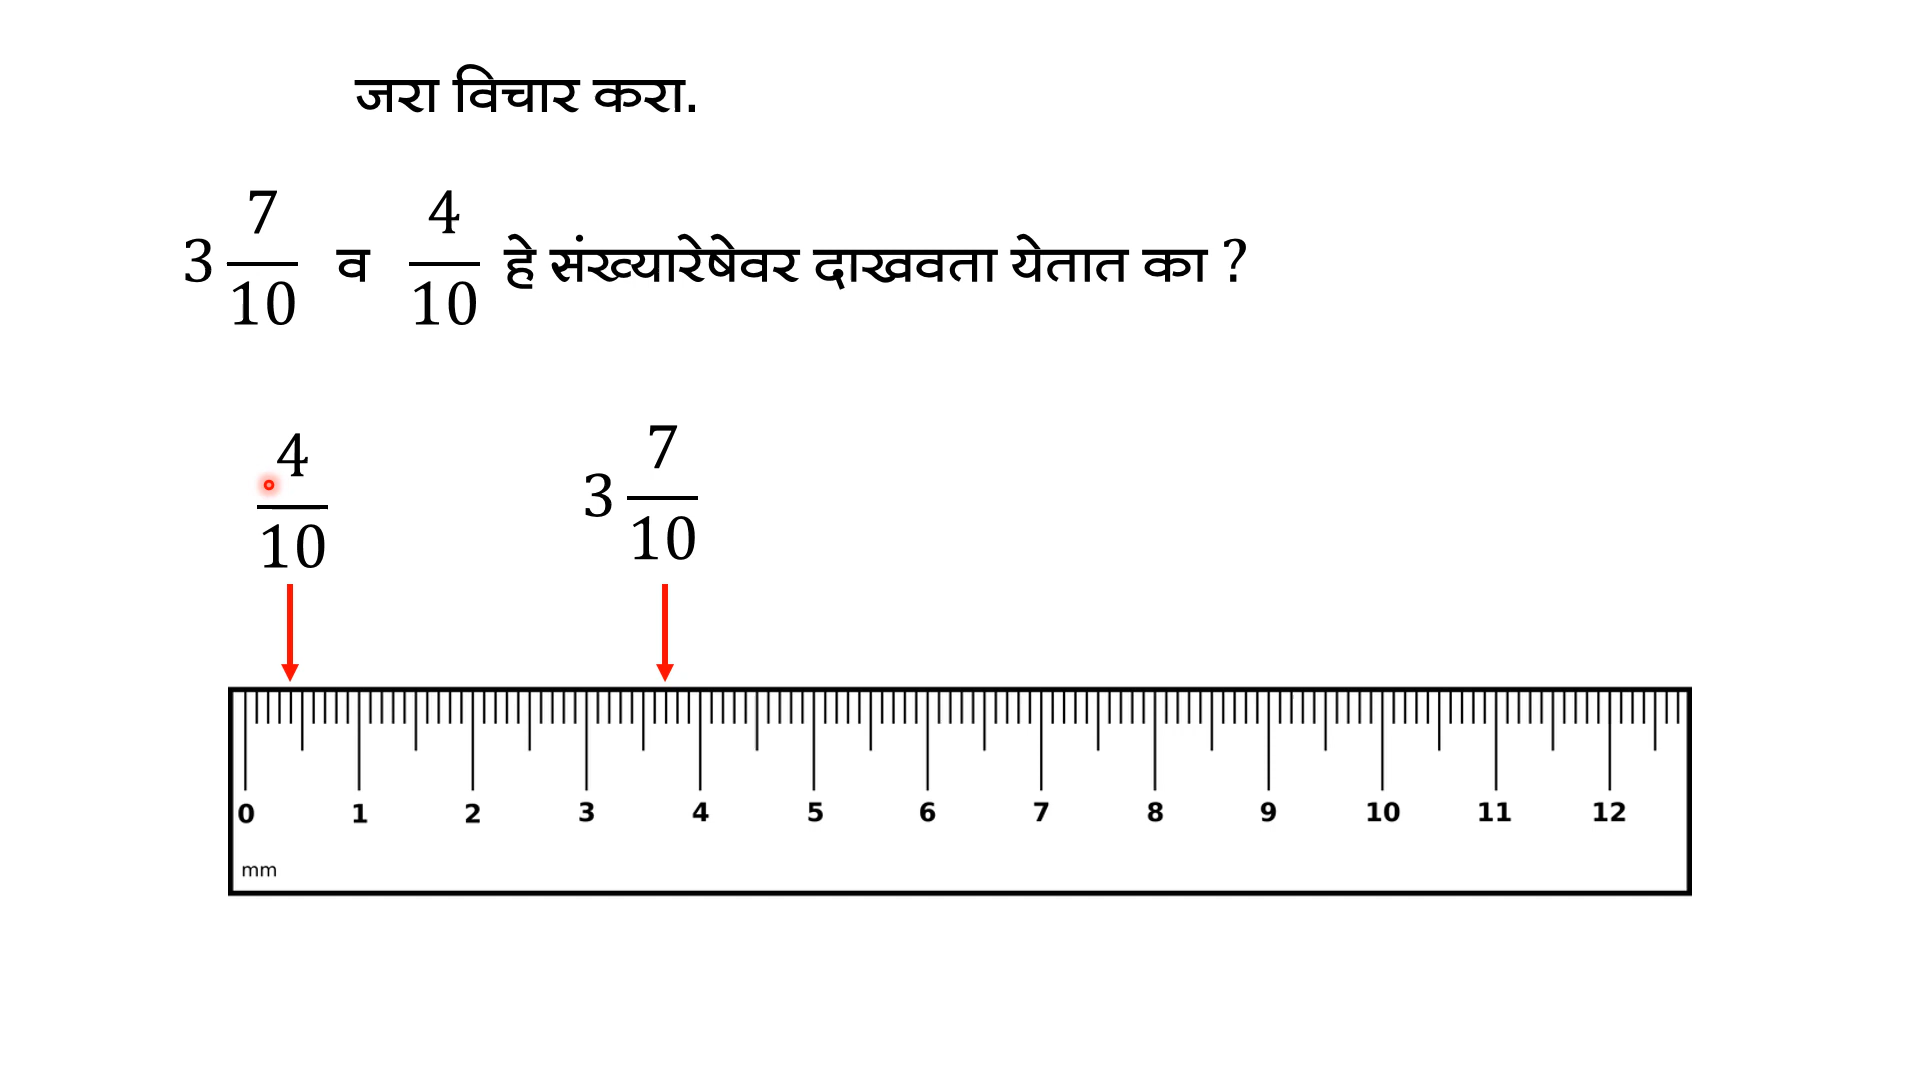 जरा विचार करा.
3 7/10 व 4/10 हे संख्यारेषेवर दाखवता येतात का ?
4/10 3 7/10
0 1 2 3 4 5 6 7 8 9 10 11 12
mm